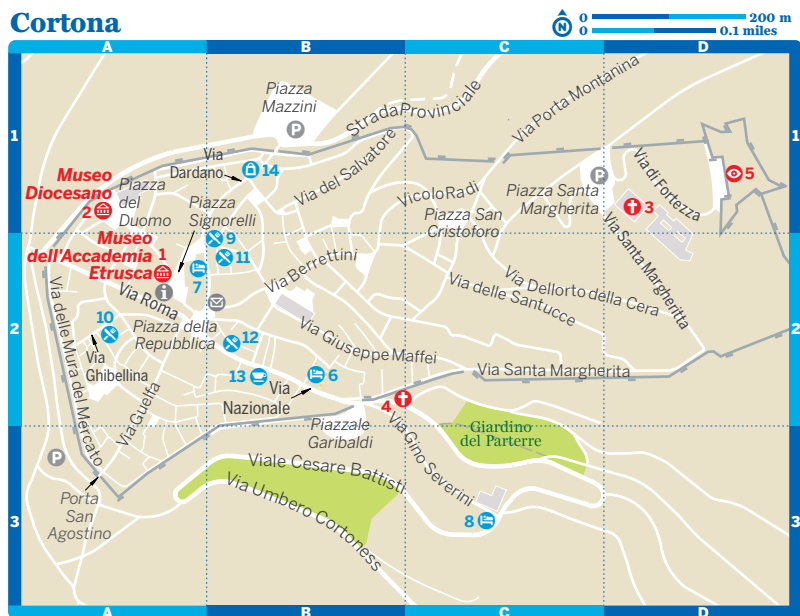 Cortona
N
0 200 m
0 0.1 miles
A B C D
1
1
Piazza
Mazzini
P
Strada Provinciale
Via Porta Montanina
Via
Dardano
14
Via del Salvatore
Museo
Diocesano
2
Piazza
del
Duomo
Piazza
Signorelli
Vicolo Radi
Piazza San
Cristoforo
P
Piazza Santa
Margherita
3
Via di Fortezza
5
Museo
dell'Accademia
Etrusca
1
9
11
7
i
Via Berrettini
Via Santa Margheritta
Via Dellorto della Cera
Via delle Santucce
2
2
Via Roma
10
Piazza della
Repubblica
12
Via Giuseppe Maffei
Via
Ghibellina
Via delle Mura del Mercato
Via Guelfa
13
6
Via
Nazionale
Via Santa Margherita
4
Piazzale
Garibaldi
Via Gino Severini
Giardino
del Parterre
P
Viale Cesare Battisti
Via Umbero Cortoness
Porta
San
Agostino
8
3
3
A B C D